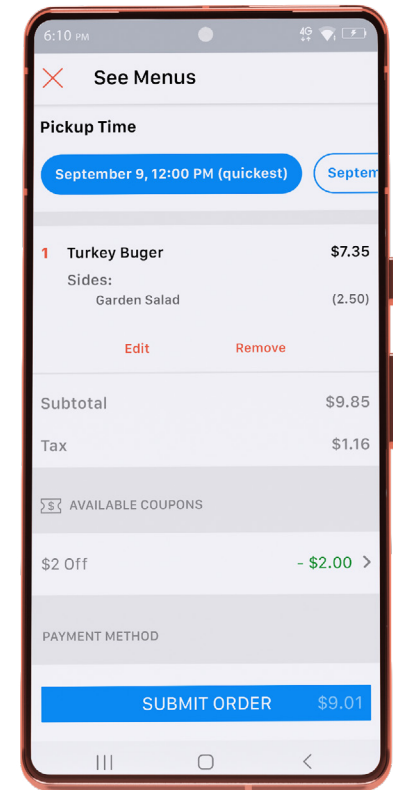 6:10 PM 4G
See Menus
Pickup Time
September 9, 12:00 PM (quickest) Septem
1 Turkey Buger $7.35
Sides:
Garden Salad (2.50)
Edit Remove
Subtotal $9.85
Tax $1.16
$ AVAILABLE COUPONS
$2 Off - $2.00 >
PAYMENT METHOD
SUBMIT ORDER $9.01